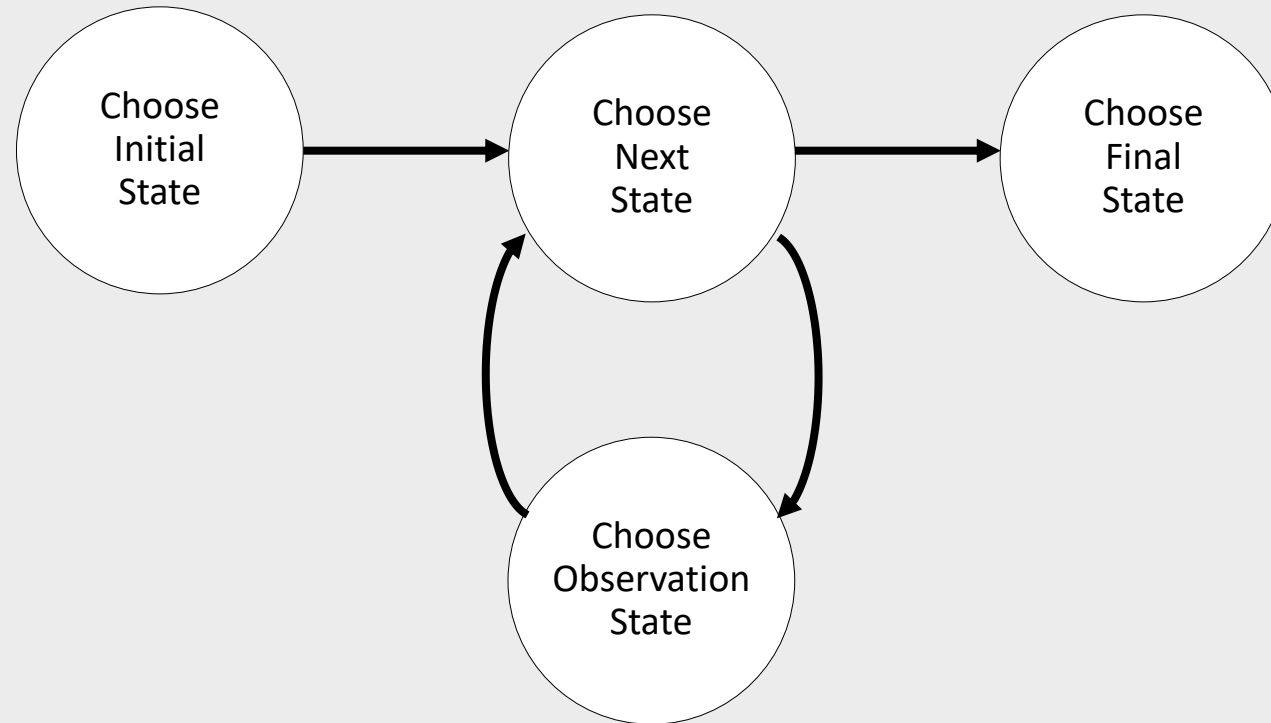 Choose
Initial
State
Choose
Next
State
Choose
Final
State
Choose
Observation
State